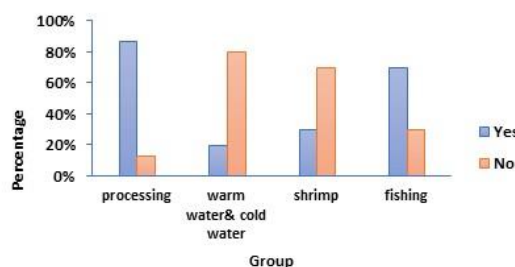 100%
80%
60%
40%
20%
0%
Percentage
processing
warm
water& cold
water
shrimp
fishing
Group
Yes
No